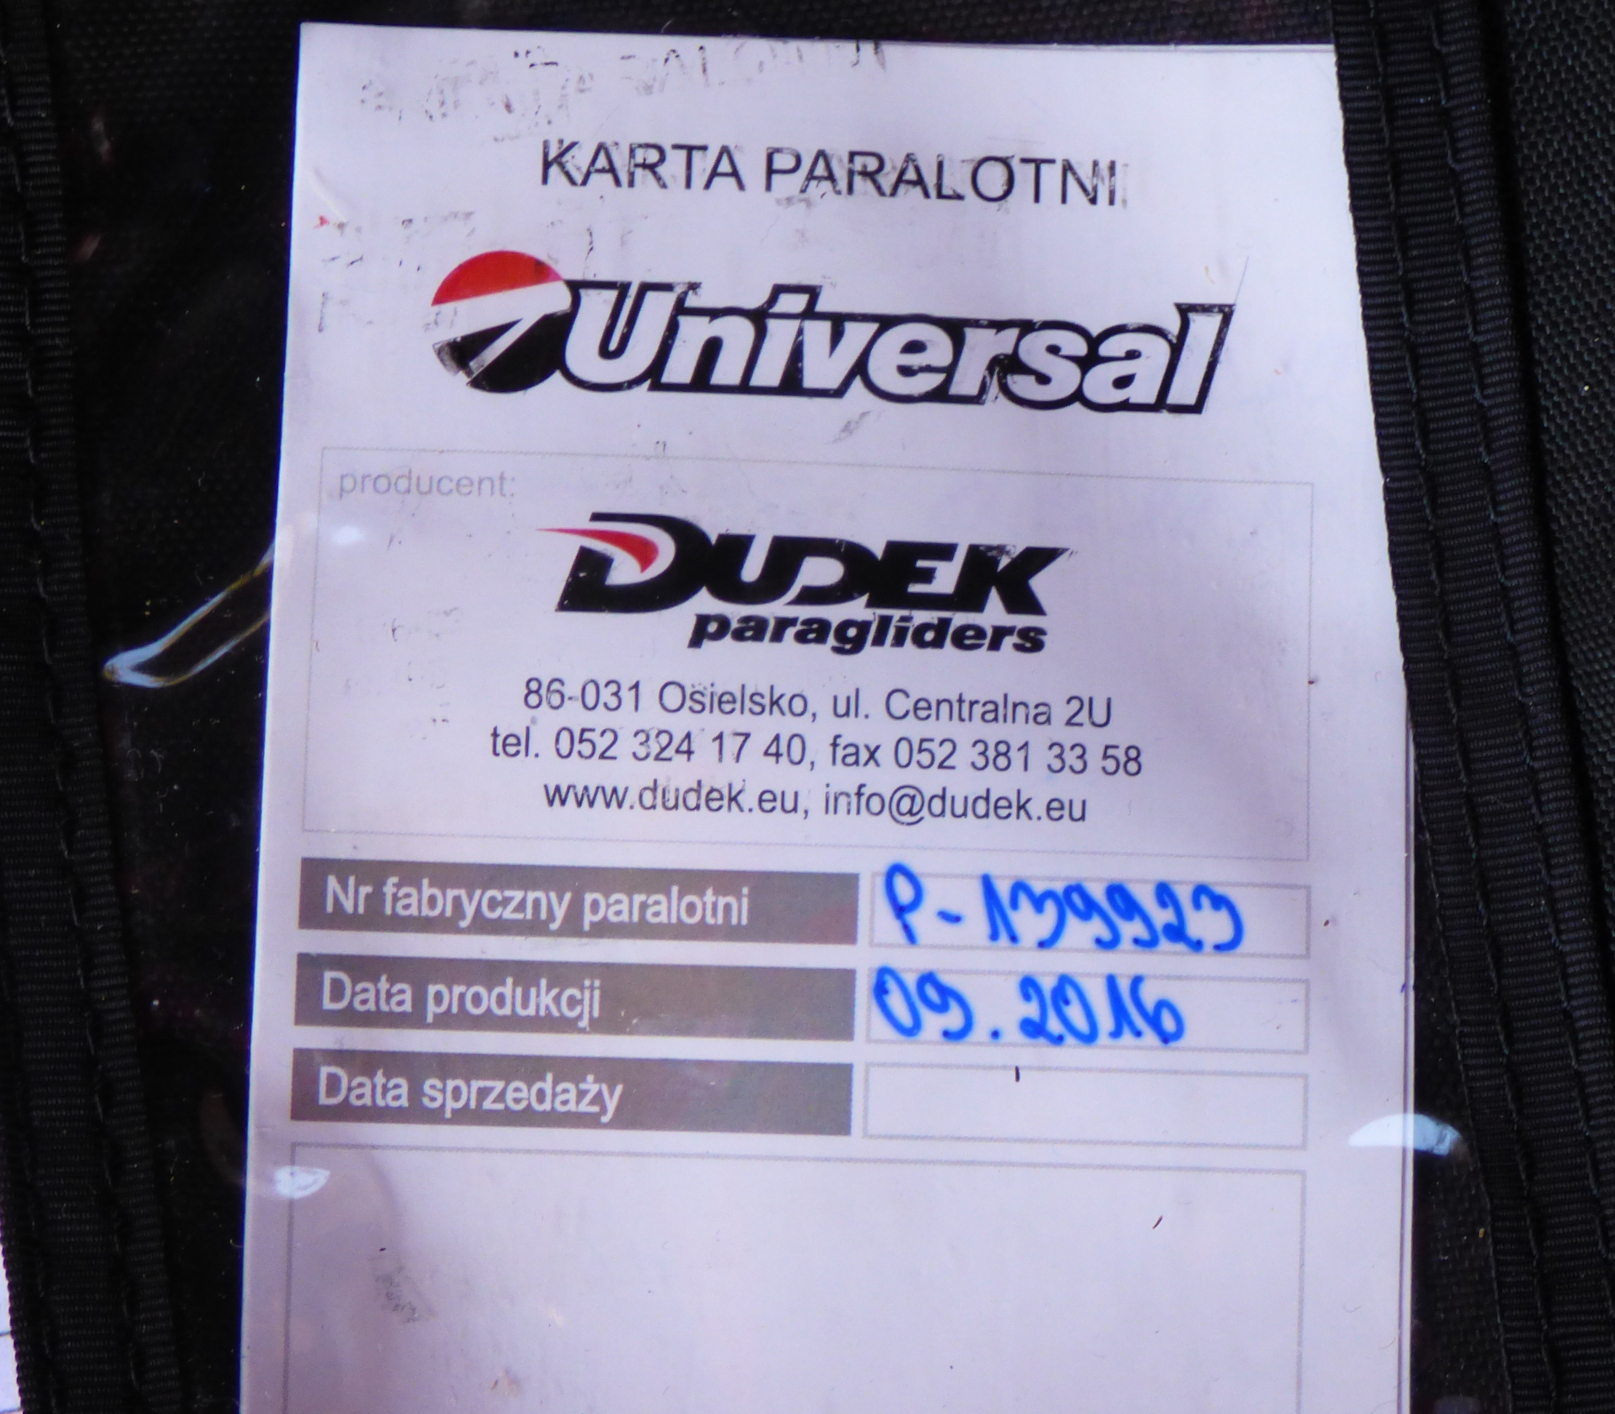 KARTA PARALOTNI
Universal
producent:
DUDEK
paragliders
86-031 Osielsko, ul. Centralna 2U
tel. 052 324 17 40, fax 052 381 33 58
www.dudek.eu, info@dudek.eu
Nr fabryczny paralotni P-139923
Data produkcji 09.2016
Data sprzedaży